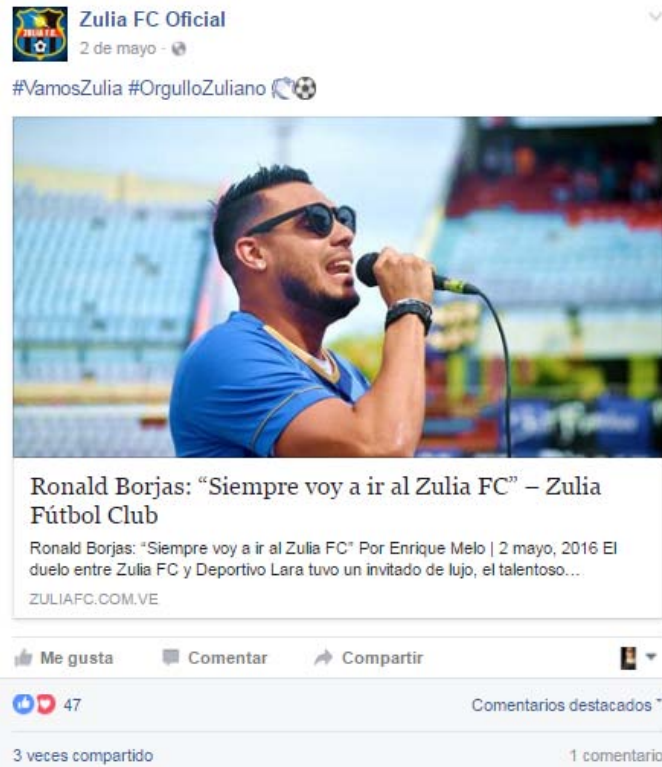 Zulia FC Oficial
2 de mayo ·
#VamosZulia #OrgulloZuliano
Ronald Borjas: “Siempre voy a ir al Zulia FC” – Zulia
Fútbol Club
Ronald Borjas: “Siempre voy a ir al Zulia FC” Por Enrique Melo | 2 mayo, 2016 El
duelo entre Zulia FC y Deportivo Lara tuvo un invitado de lujo, el talentoso...
ZULIAFC.COM.VE
Me gusta Comentar Compartir
47 Comentarios destacados
3 veces compartido 1 comentario